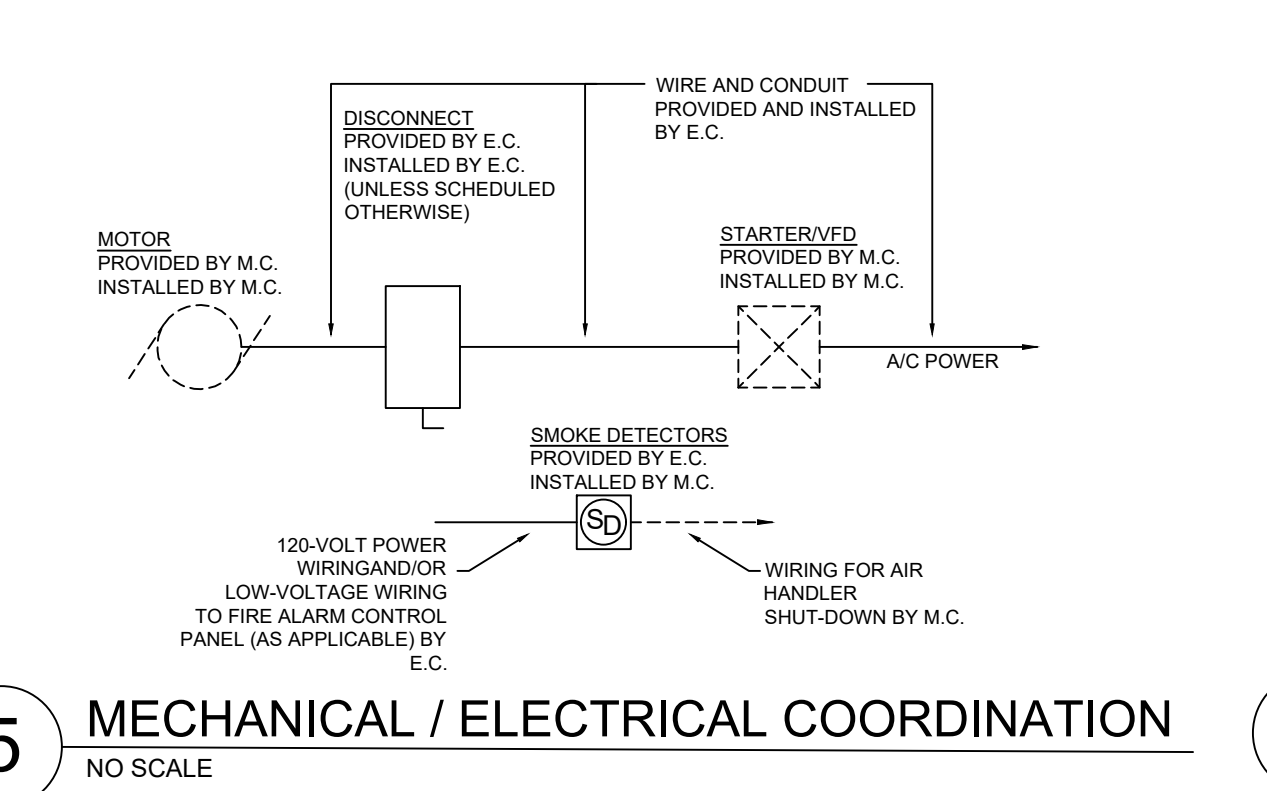 WIRE AND CONDUIT
PROVIDED AND INSTALLED
BY E.C.
DISCONNECT
PROVIDED BY E.C.
INSTALLED BY E.C.
(UNLESS SCHEDULED
OTHERWISE)
MOTOR
PROVIDED BY M.C.
INSTALLED BY M.C.
STARTER/VFD
PROVIDED BY M.C.
INSTALLED BY M.C.
A/C POWER
SMOKE DETECTORS
PROVIDED BY E.C.
INSTALLED BY M.C.
SD
120-VOLT POWER
WIRINGAND/OR
LOW-VOLTAGE WIRING
TO FIRE ALARM CONTROL
PANEL (AS APPLICABLE) BY
E.C.
WIRING FOR AIR
HANDLER
SHUT-DOWN BY M.C.
5
MECHANICAL / ELECTRICAL COORDINATION
NO SCALE